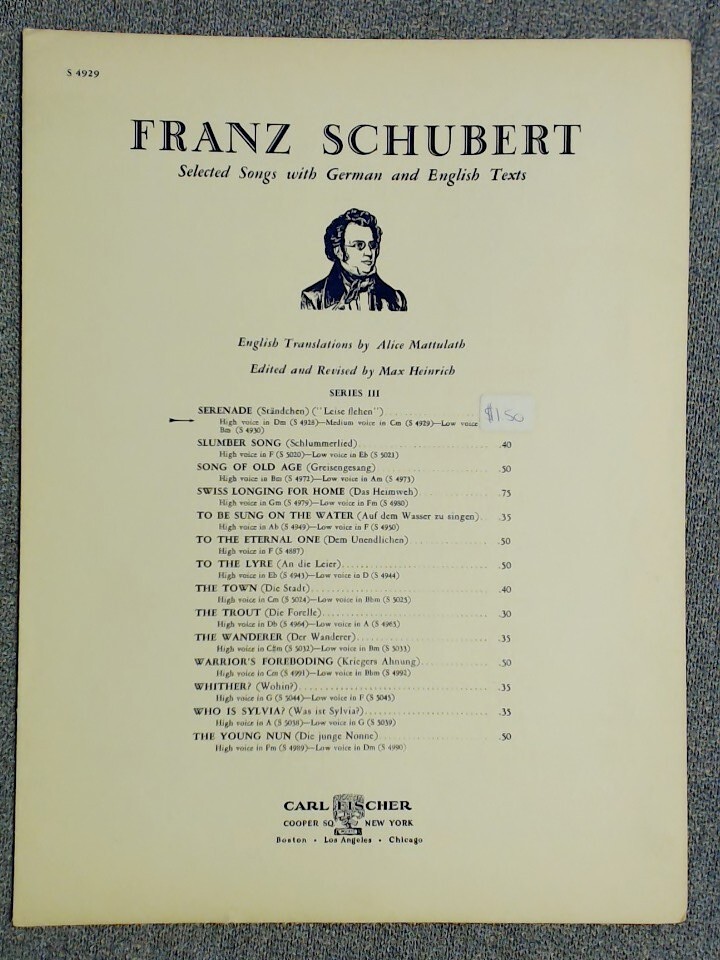 S 4929
FRANZ SCHUBERT
Selected Songs with German and English Texts
English Translations by Alice Mattulath
Edited and Revised by Max Heinrich
SERIES III
SERENADE (Ständchen) ("Leise flehen")
$1.50
High voice in Dm (S 4928)—Medium voice in Cm (S 4929)—Low voice
Bm (S 4930)
SLUMBER SONG (Schlummerlied) .40
High voice in F (S 5020)—Low voice in Eb (S 5021)
SONG OF OLD AGE (Greisengesang) .50
High voice in Bm (S 4972)—Low voice in Am (S 4973)
SWISS LONGING FOR HOME (Das Heimweh) .75
High voice in Gm (S 4979)—Low voice in Fm (S 4980)
TO BE SUNG ON THE WATER (Auf dem Wasser zu singen) .35
High voice in Ab (S 4949)—Low voice in F (S 4950)
TO THE ETERNAL ONE (Dem Unendlichen) .50
High voice in F (S 4887)
TO THE LYRE (An die Leier) .50
High voice in Eb (S 4943)—Low voice in D (S 4944)
THE TOWN (Die Stadt) .40
High voice in Cm (S 5024)—Low voice in Bbm (S 5025)
THE TROUT (Die Forelle) .30
High voice in Db (S 4964)—Low voice in A (S 4965)
THE WANDERER (Der Wanderer) .35
High voice in C#m (S 5032)—Low voice in Bm (S 5033)
WARRIOR'S FOREBODING (Kriegers Ahnung) .50
High voice in Cm (S 4991)—Low voice in Bbm (S 4992)
WHITHER? (Wohin?) .35
High voice in G (S 5044)—Low voice in F (S 5045)
WHO IS SYLVIA? (Was ist Sylvia?) .35
High voice in A (S 5038)—Low voice in G (S 5039)
THE YOUNG NUN (Die junge Nonne) .50
High voice in Fm (S 4989)—Low voice in Dm (S 4990)
CARL FISCHER
COOPER SQ. NEW YORK
Boston • Los Angeles • Chicago